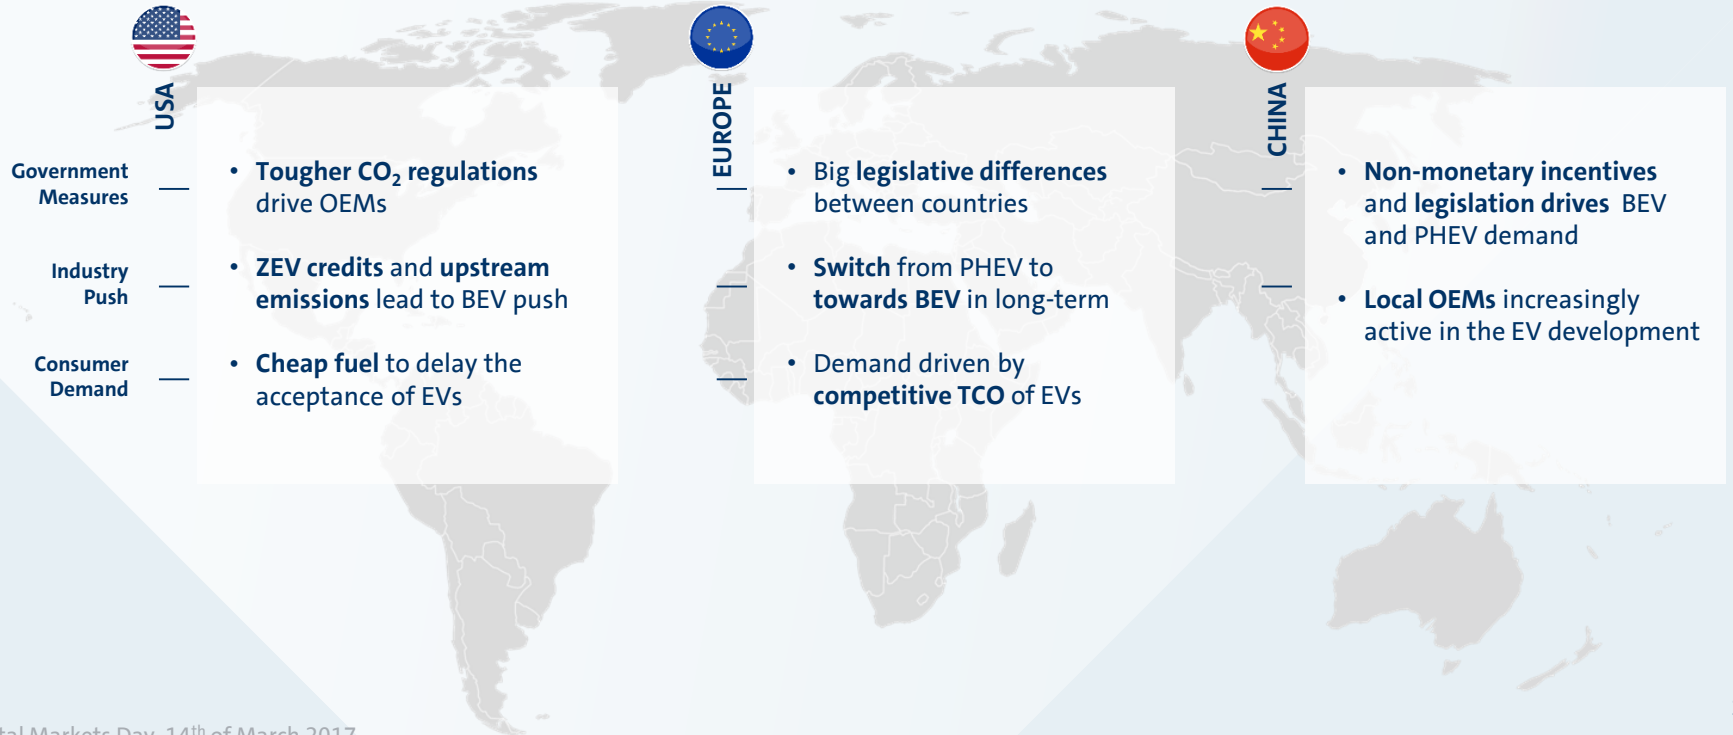 USA
EUROPE
CHINA
Government
Measures
Industry
Push
Consumer
Demand
• Tougher CO₂ regulations
drive OEMs
• ZEV credits and upstream
emissions lead to BEV push
• Cheap fuel to delay the
acceptance of EVs
• Big legislative differences
between countries
• Switch from PHEV to
towards BEV in long-term
• Demand driven by
competitive TCO of EVs
• Non-monetary incentives
and legislation drives BEV
and PHEV demand
• Local OEMs increasingly
active in the EV development
Markets Day, 14th of March 2017